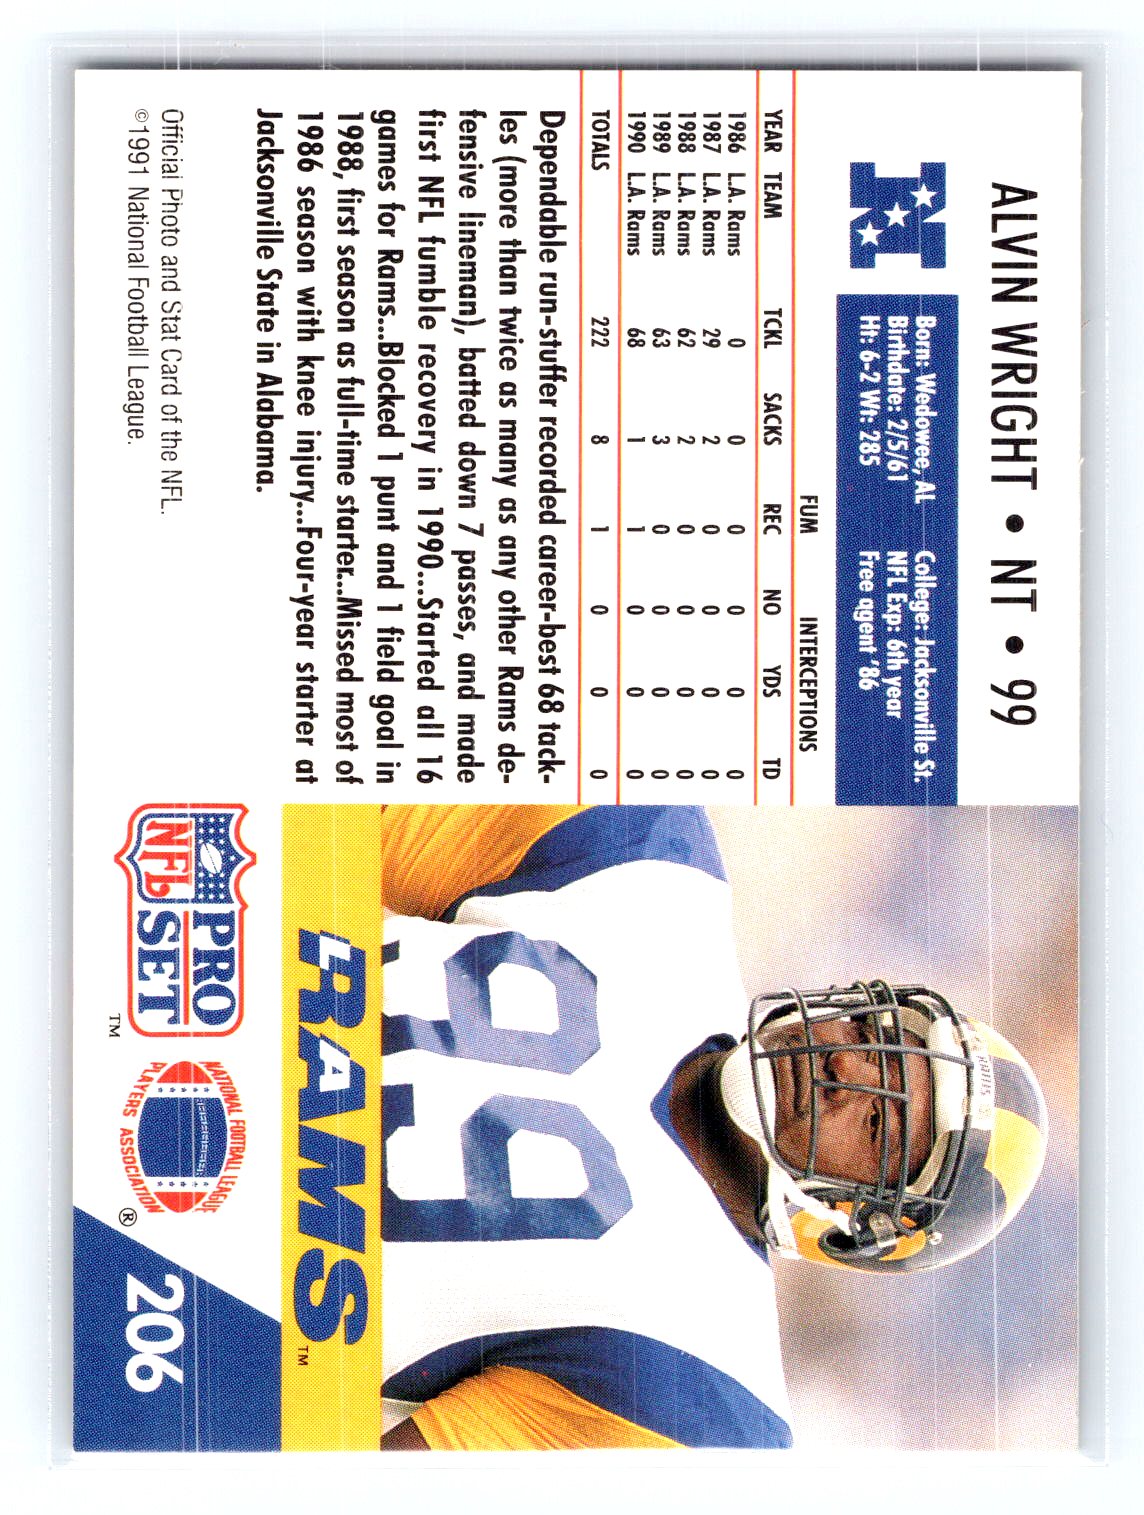 ALVIN WRIGHT • NT • 99
N
Born: Wedowee, AL College: Jacksonville St.
Birthdate: 2/5/61 NFL Exp: 6th year
Ht: 6-2 Wt: 285 Free agent '86
FUM INTERCEPTIONS
YEAR TEAM TCKL SACKS REC NO YDS TD
1986 L.A. Rams 0 0 0 0 0 0
1987 L.A. Rams 29 2 0 0 0 0
1988 L.A. Rams 62 2 0 0 0 0
1989 L.A. Rams 63 3 0 0 0 0
1990 L.A. Rams 68 1 1 0 0 0
TOTALS 222 8 1 0 0 0
Dependable run-stuffer recorded career-best 68 tack-
les (more than twice as many as any other Rams de-
fensive lineman), batted down 7 passes, and made
first NFL fumble recovery in 1990...Started all 16
games for Rams...Blocked 1 punt and 1 field goal in
1988, first season as full-time starter...Missed most of
1986 season with knee injury...Four-year starter at
Jacksonville State in Alabama.
Official Photo and Stat Card of the NFL.
©1991 National Football League.
RAMS
99
RAMS™
NFL PRO SET™
NATIONAL FOOTBALL LEAGUE
PLAYERS ASSOCIATION®
206